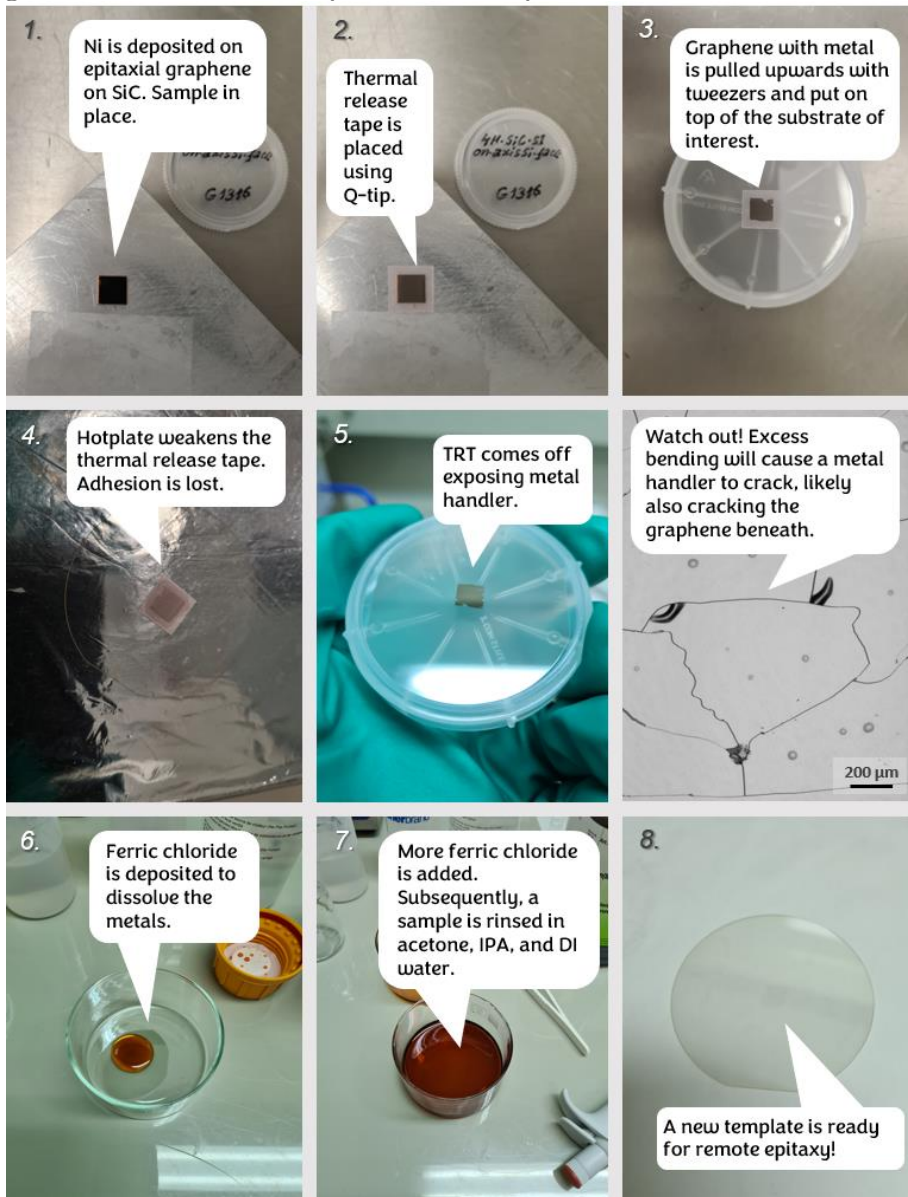 1.
Ni is deposited on
epitaxial graphene
on SiC. Sample in
place.
on-axis Si-face
G1316
2.
Thermal
release
tape is
placed
using
Q-tip.
4H-SiC-SI
on-axis Si-face
G1316
3.
Graphene with metal
is pulled upwards with
tweezers and put on
top of the substrate of
interest.
4.
Hotplate weakens the
thermal release tape.
Adhesion is lost.
5.
TRT comes off
exposing metal
handler.
Watch out! Excess
bending will cause a metal
handler to crack, likely
also cracking the
graphene beneath.
200 µm
6.
Ferric chloride
is deposited to
dissolve the
metals.
7.
More ferric chloride
is added.
Subsequently, a
sample is rinsed in
acetone, IPA, and DI
water.
8.
A new template is ready
for remote epitaxy!